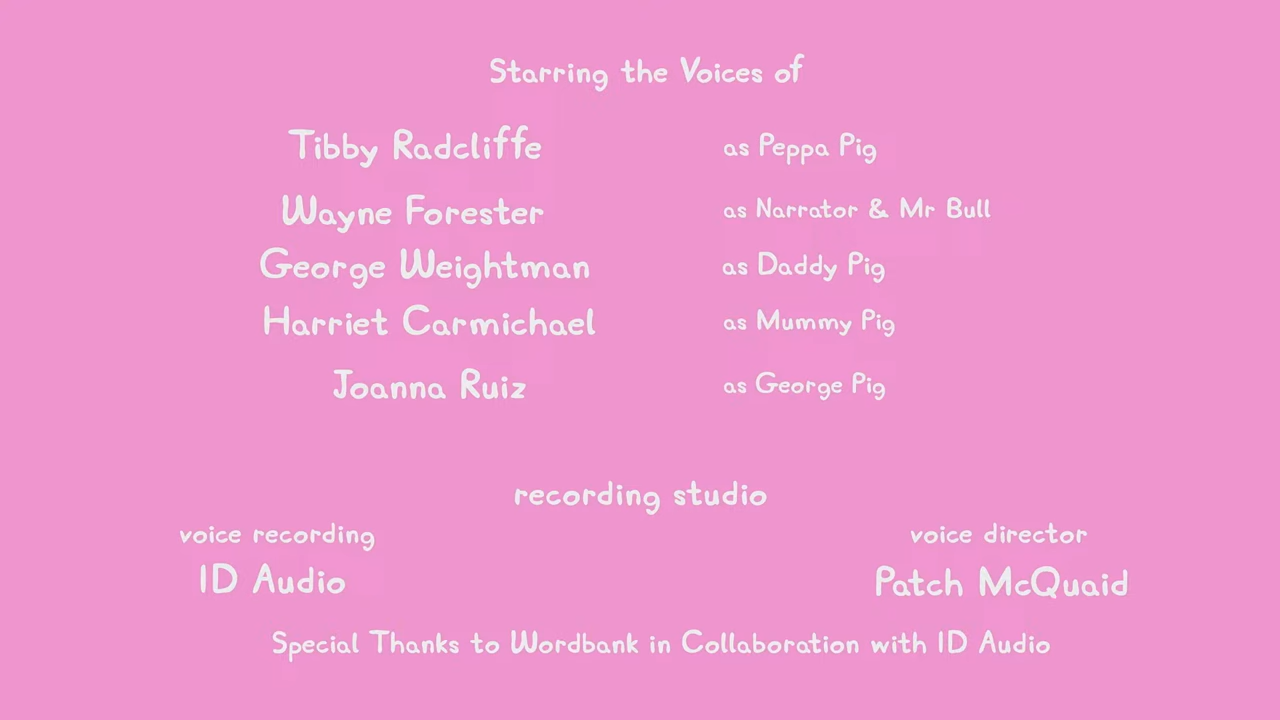 Starring the Voices of
Tibby Radcliffe as Peppa Pig
Wayne Forester as Narrator & Mr Bull
George Weightman as Daddy Pig
Harriet Carmichael as Mummy Pig
Joanna Ruiz as George Pig
recording studio
voice recording voice director
ID Audio Patch McQuaid
Special Thanks to Wordbank in Collaboration with ID Audio